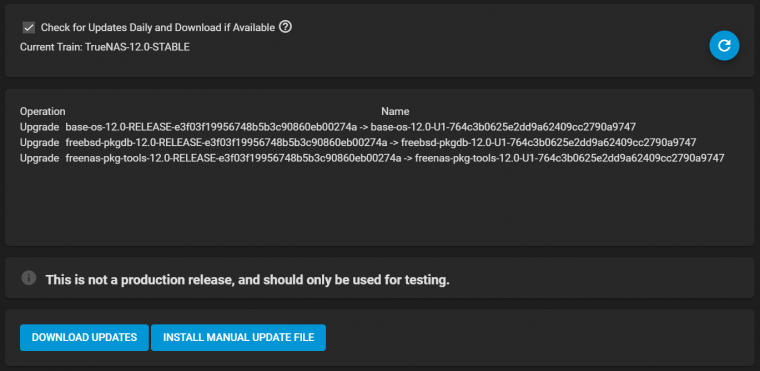 Check for Updates Daily and Download if Available
Current Train: TrueNAS-12.0-STABLE
Operation Name
Upgrade base-os-12.0-RELEASE-e3f03f19956748b5b3c90860eb00274a -> base-os-12.0-U1-764c3b0625e2dd9a62409cc2790a9747
Upgrade freebsd-pkgdb-12.0-RELEASE-e3f03f19956748b5b3c90860eb00274a -> freebsd-pkgdb-12.0-U1-764c3b0625e2dd9a62409cc2790a9747
Upgrade freenas-pkg-tools-12.0-RELEASE-e3f03f19956748b5b3c90860eb00274a -> freenas-pkg-tools-12.0-U1-764c3b0625e2dd9a62409cc2790a9747
This is not a production release, and should only be used for testing.
DOWNLOAD UPDATES
INSTALL MANUAL UPDATE FILE